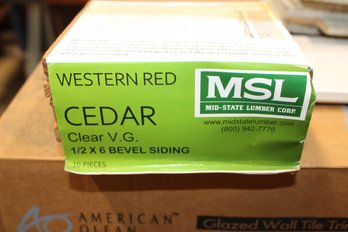 WESTERN RED
CEDAR
Clear V.G.
1/2 X 6 BEVEL SIDING
10 PIECES
MSL
MID-STATE LUMBER CORP.
www.midstatelumber.com
(800) 942-7776
AMERICAN™
OLEAN
Glazed Wall Tile Trim